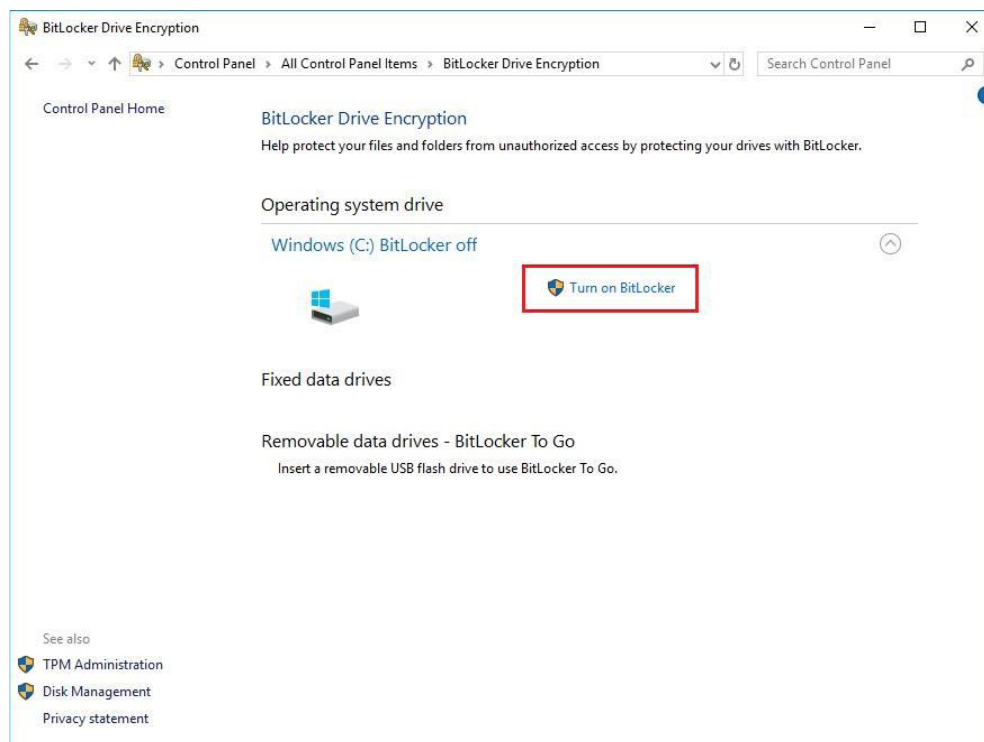 BitLocker Drive Encryption
Control Panel > All Control Panel Items > BitLocker Drive Encryption
Search Control Panel
Control Panel Home
BitLocker Drive Encryption
Help protect your files and folders from unauthorized access by protecting your drives with BitLocker.
Operating system drive
Windows (C:) BitLocker off
Turn on BitLocker
Fixed data drives
Removable data drives - BitLocker To Go
Insert a removable USB flash drive to use BitLocker To Go.
See also
TPM Administration
Disk Management
Privacy statement